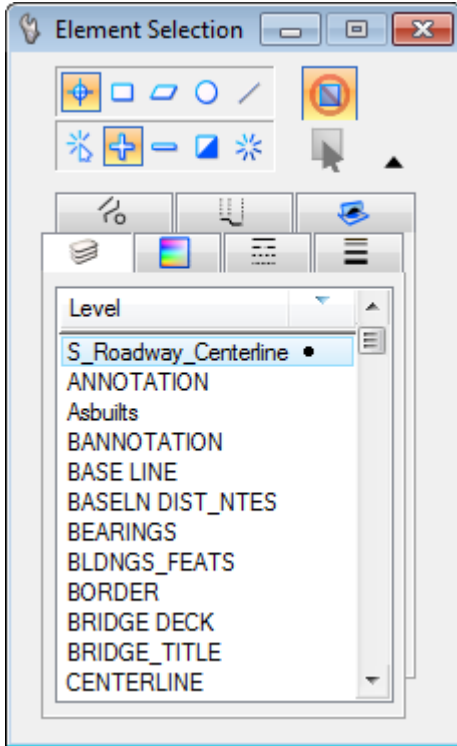 Element Selection
Level
S_Roadway_Centerline
ANNOTATION
Asbuilts
BANNOTATION
BASE LINE
BASELN DIST_NTES
BEARINGS
BLDNGS_FEATS
BORDER
BRIDGE DECK
BRIDGE_TITLE
CENTERLINE